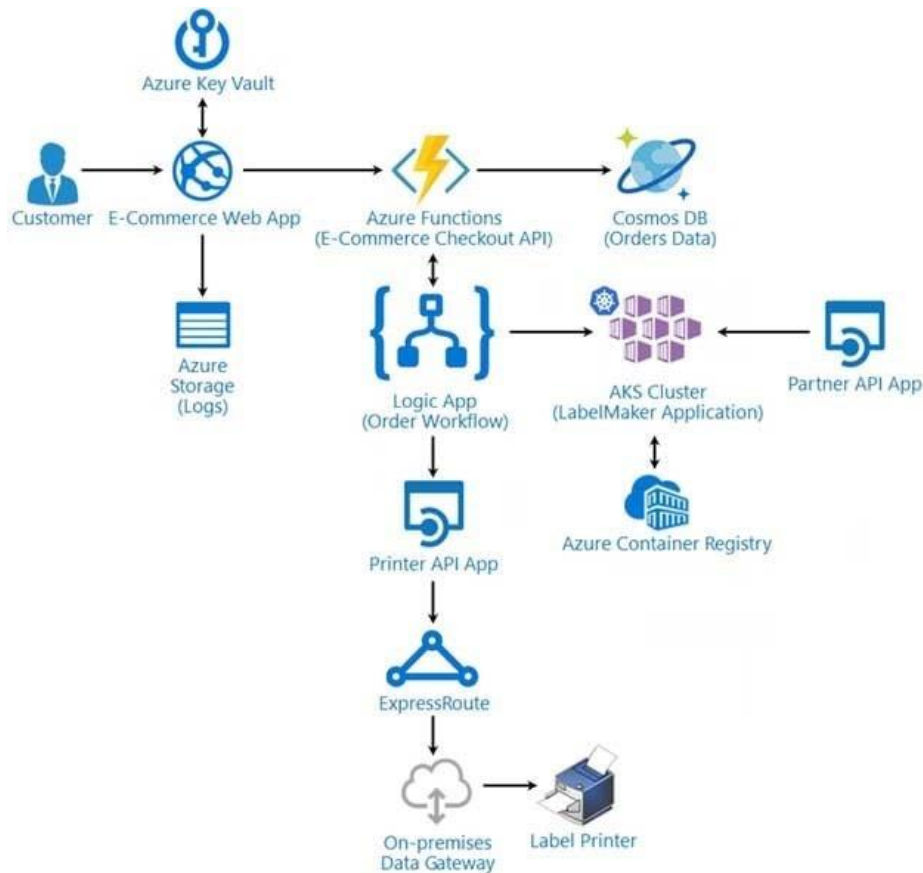 Azure Key Vault
Customer
E-Commerce Web App
Azure Functions
(E-Commerce Checkout API)
Cosmos DB
(Orders Data)
Azure
Storage
(Logs)
Logic App
(Order Workflow)
AKS Cluster
(LabelMaker Application)
Partner API App
Printer API App
Azure Container Registry
ExpressRoute
On-premises
Data Gateway
Label Printer